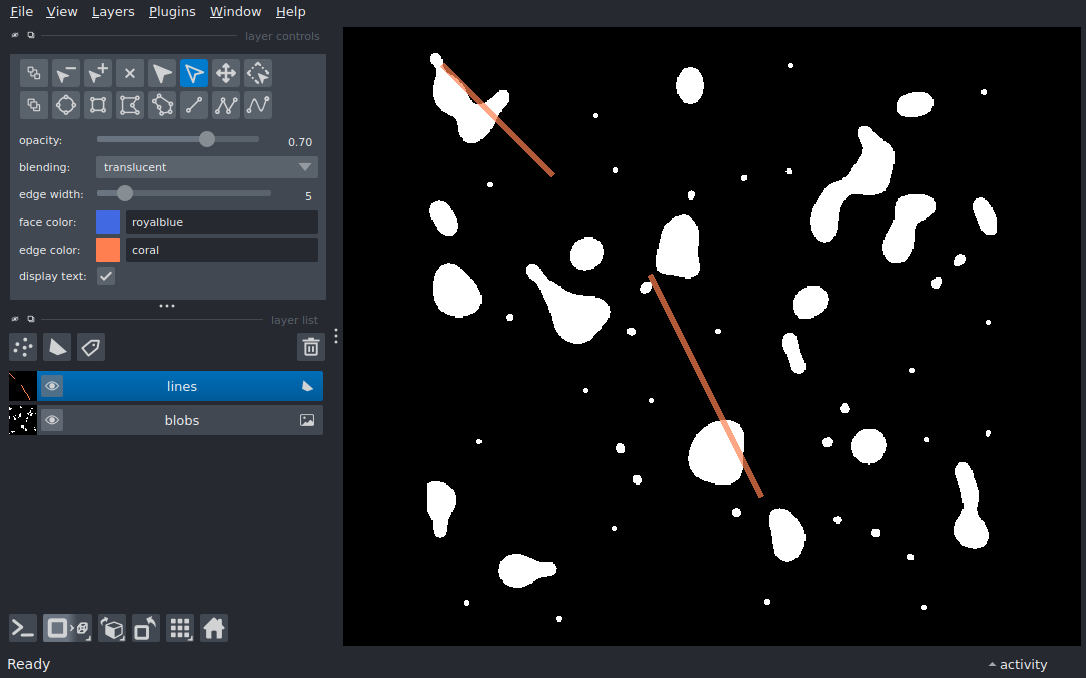 File View Layers Plugins Window Help
layer controls
opacity: 0.70
blending: translucent
edge width: 5
face color: royalblue
edge color: coral
display text:
layer list
lines
blobs
Ready
activity